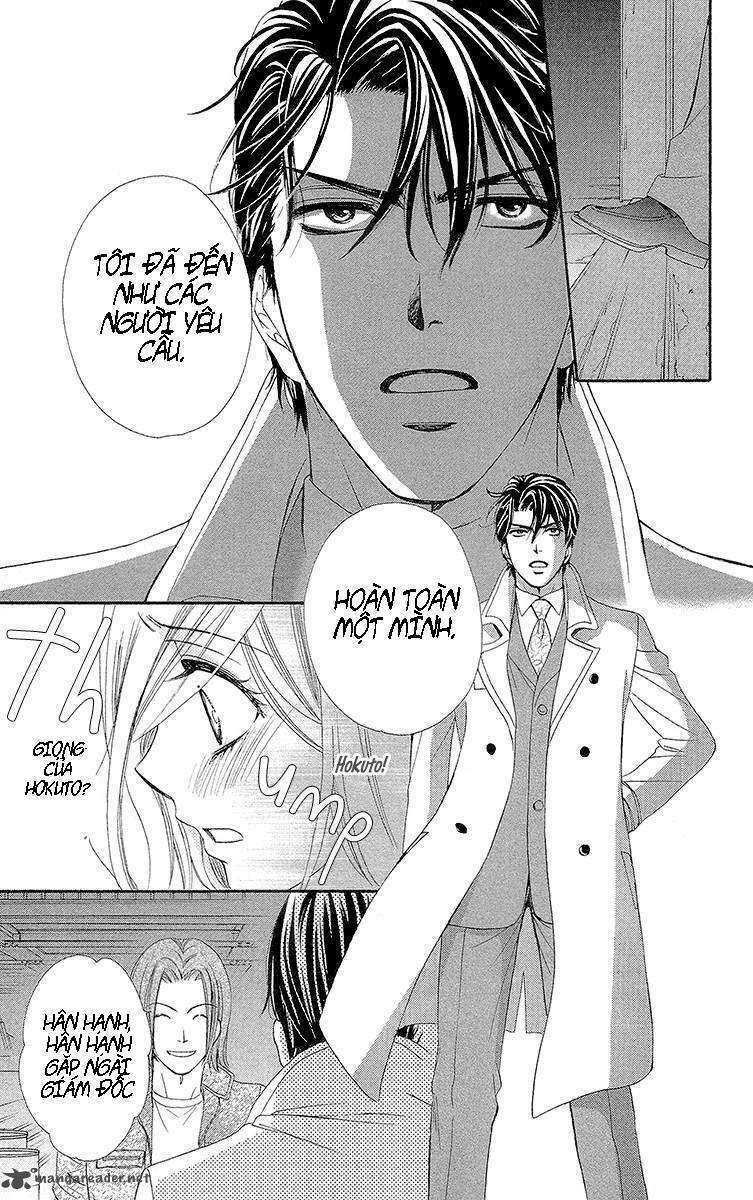 TÔI ĐÃ ĐẾN
NHƯ CÁC
NGƯỜI YÊU
CẦU.
HOÀN TOÀN
MỘT MÌNH.
Th
ump
GIỌNG
CỦA
HOKUTO?
Hokuto!
HÂN HẠNH,
HÂN HẠNH
GẶP NGÀI
GIÁM ĐỐC
mangareader.net